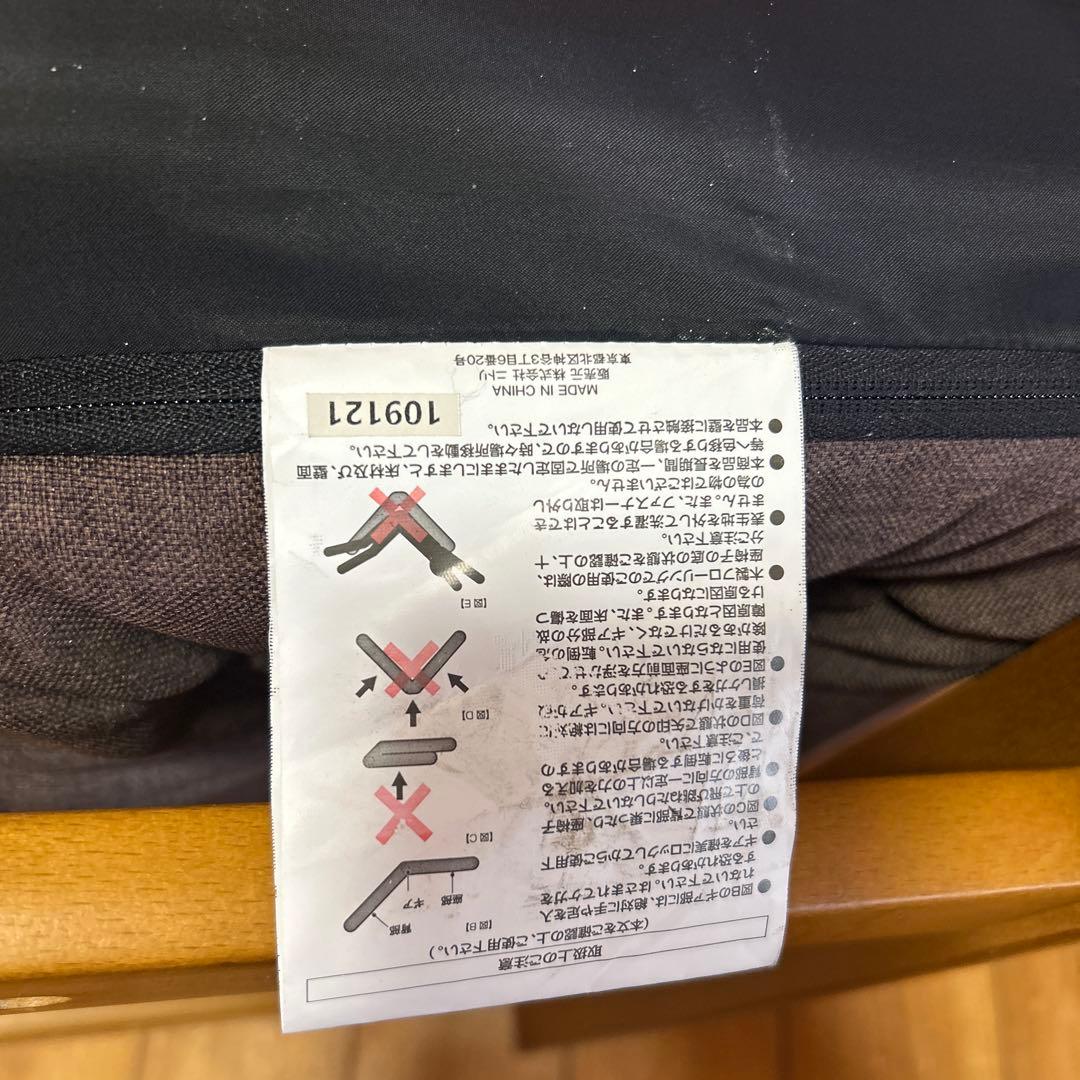 取扱上のご注意
(本文をご確認の上、ご使用下さい。)
●図Bのギア部には、絶対に手や足を入
れないで下さい。はさまれてケガを
する恐れがあります。
●ギアを確実にロックしてからご使用下
さい。
●図Cの状態で背部に乗ったり、座椅子
の上で飛び跳ねたりしないで下さい。
●背部の方向に一定以上の力を加える
と後ろに転倒する場合がありますの
で、ご注意下さい。
●図Dの状態で矢印の方向には絶対に
荷重をかけないで下さい。ギアが破
損しケガをする恐れがあります。
●図Eのように座面前方を浮かせて
使用にならないで下さい。転倒の危
険があるだけでなく、ギア部分の故
障原因となります。また、床面を傷つ
ける原因になります。
●木製フローリングでのご使用の際は、
座椅子の底の状態をご確認の上、十
分ご注意下さい。
●表生地を外して洗濯することはでき
ません。また、ファスナーは取り外し
の為の物ではございません。
●本商品を長期間、一定の場所で固定したままにしますと、床材及び、壁面
等へ色移りする場合がありますので、時々場所移動をして下さい。
●本品を壁に接触させて使用しないで下さい。
【図B】
背部
ギア
座部
【図C】
【図D】
【図E】
109121
MADE IN CHINA
販売元 株式会社 ニトリ
東京都北区神谷3丁目6番20号